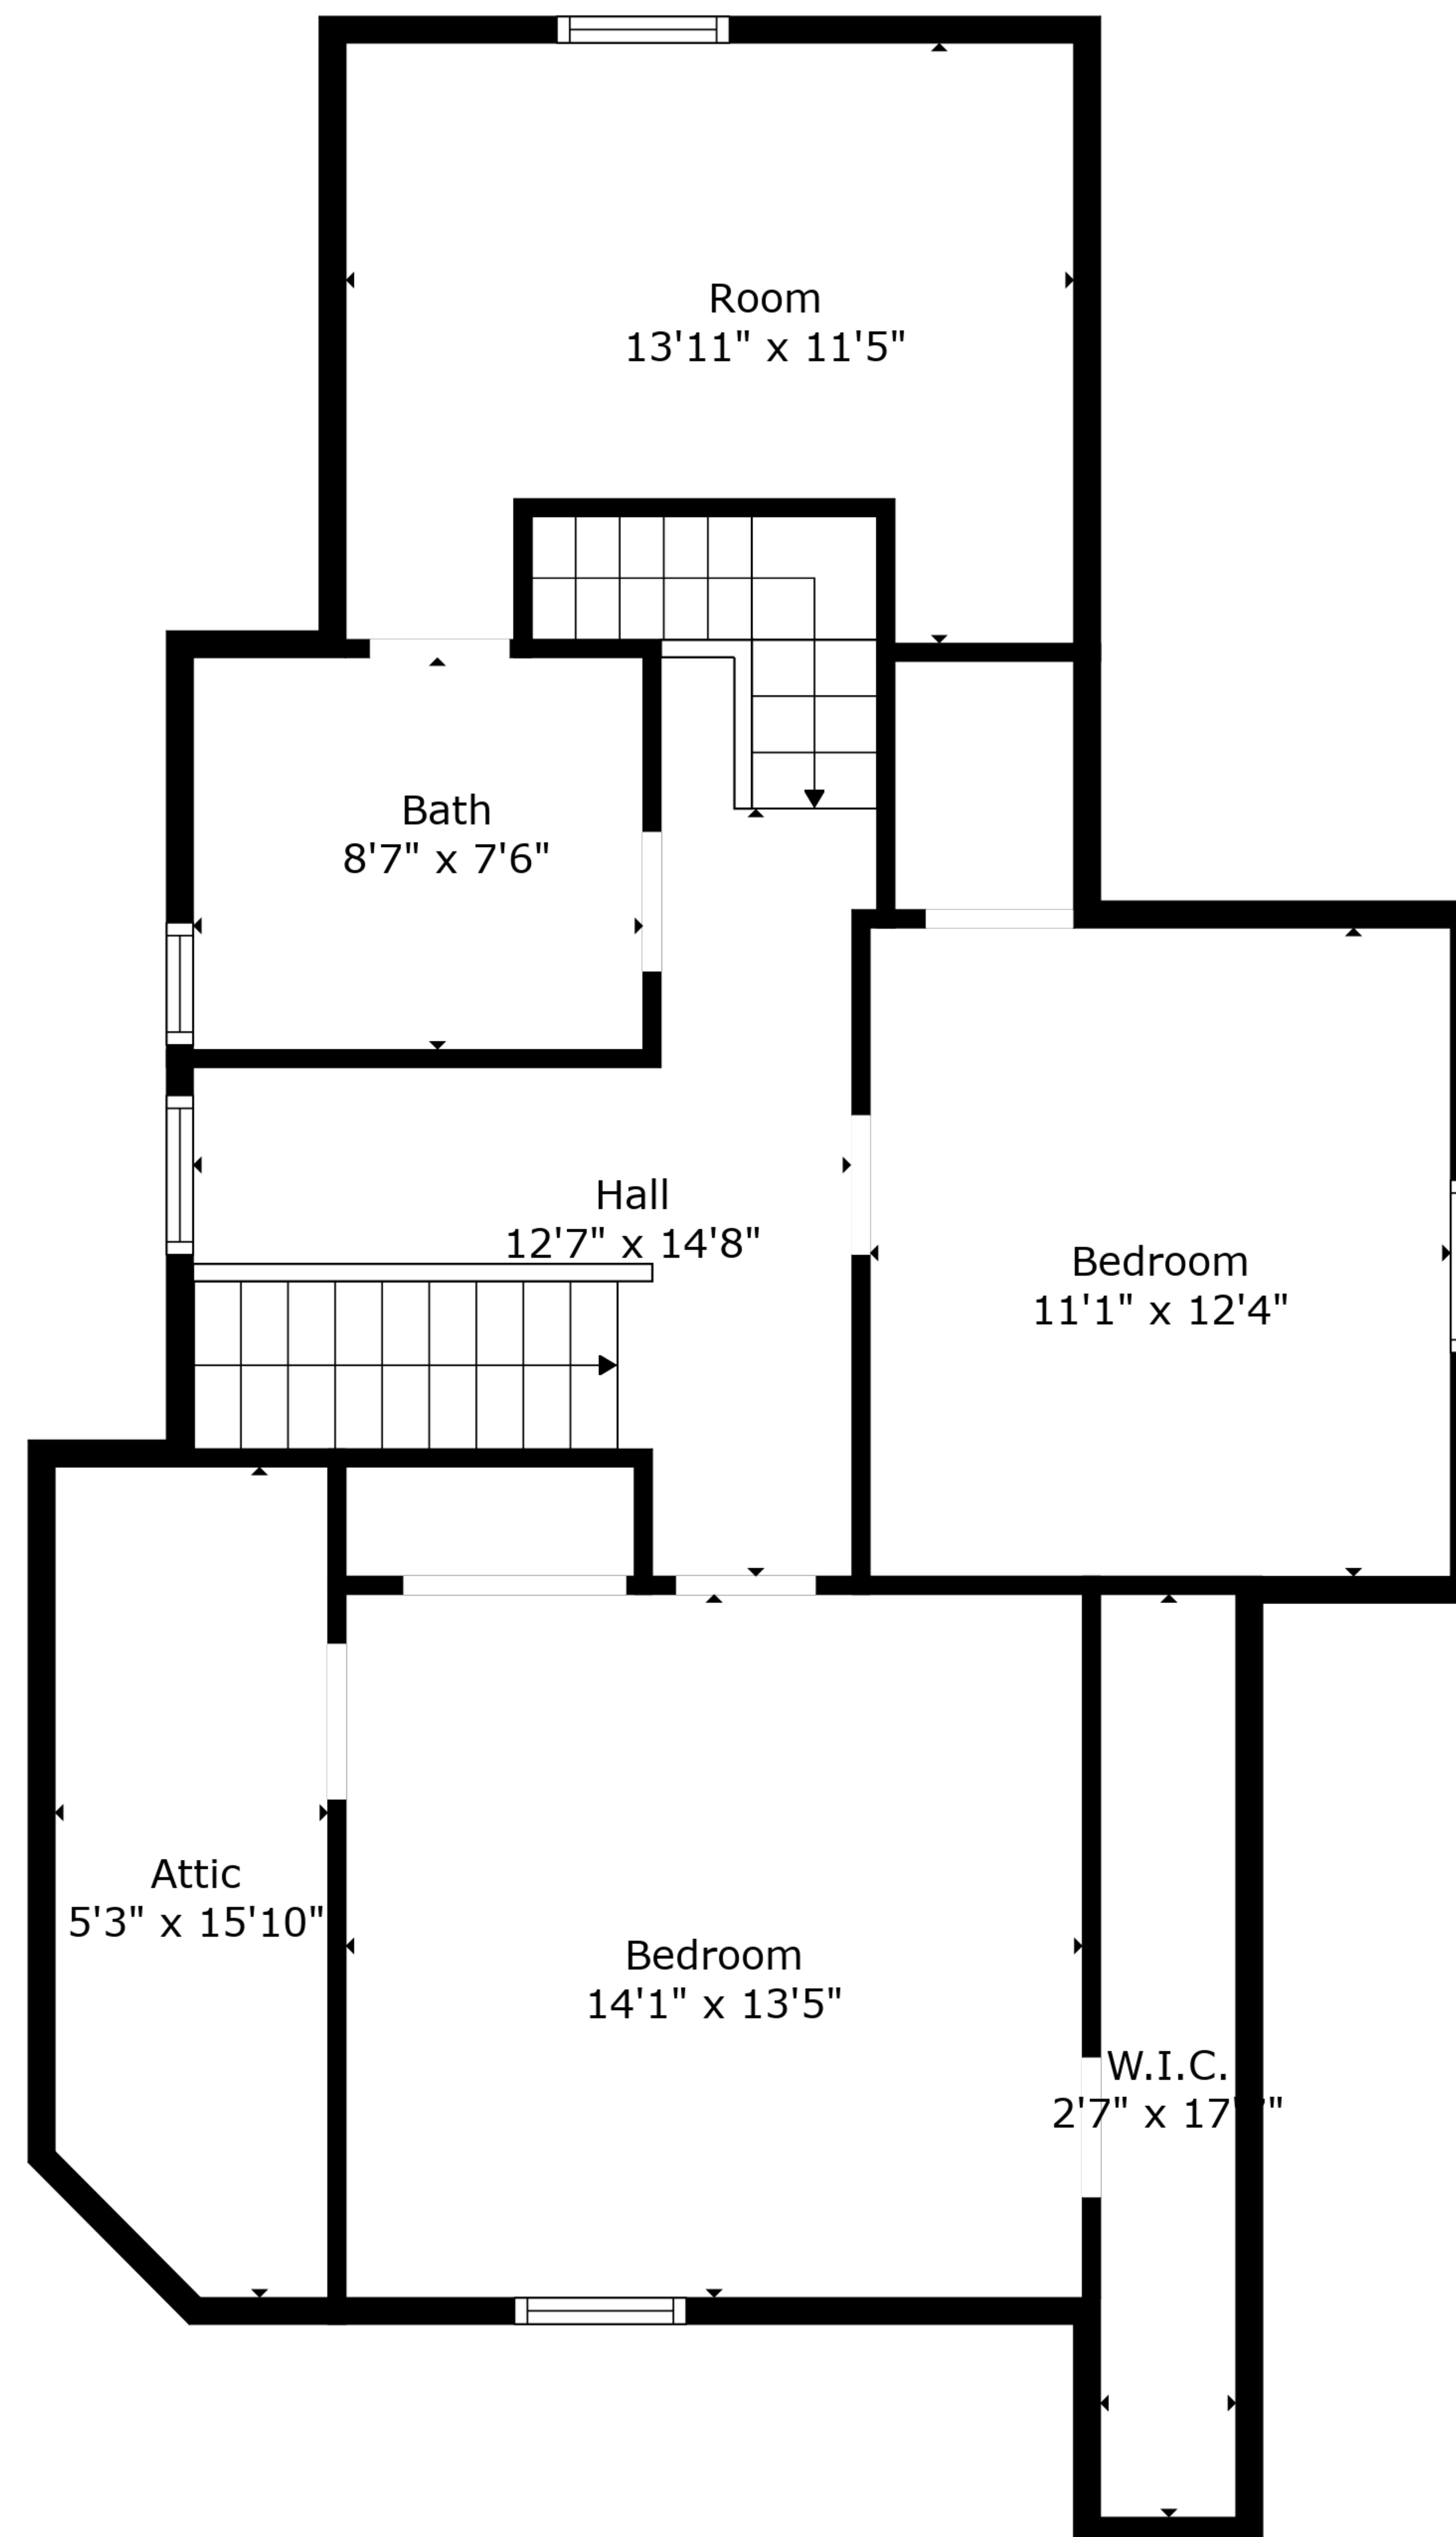 Room
13'11" x 11'5"
Bath
8'7" x 7'6"
Hall
12'7" x 14'8"
Bedroom
11'1" x 12'4"
Attic
5'3" x 15'10"
Bedroom
14'1" x 13'5"
W.I.C.
2'7" x